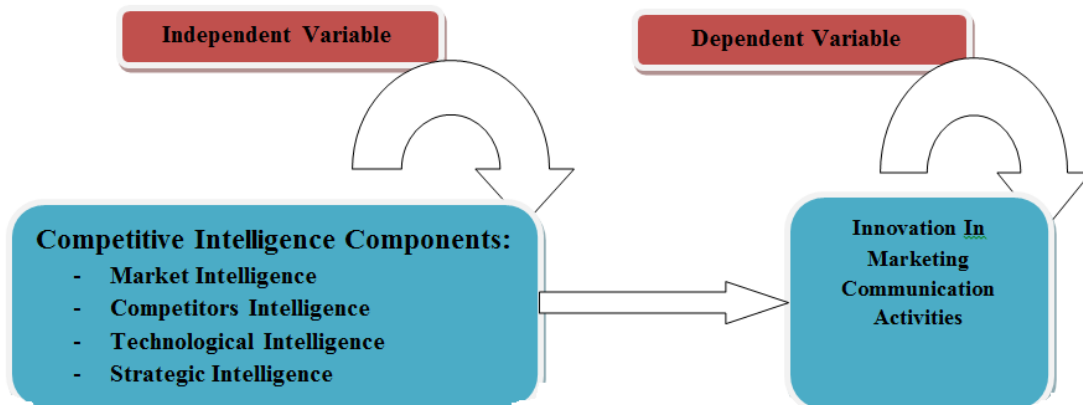 Independent Variable
Dependent Variable
Competitive Intelligence Components:
- Market Intelligence
- Competitors Intelligence
- Technological Intelligence
- Strategic Intelligence
Innovation In
Marketing
Communication
Activities